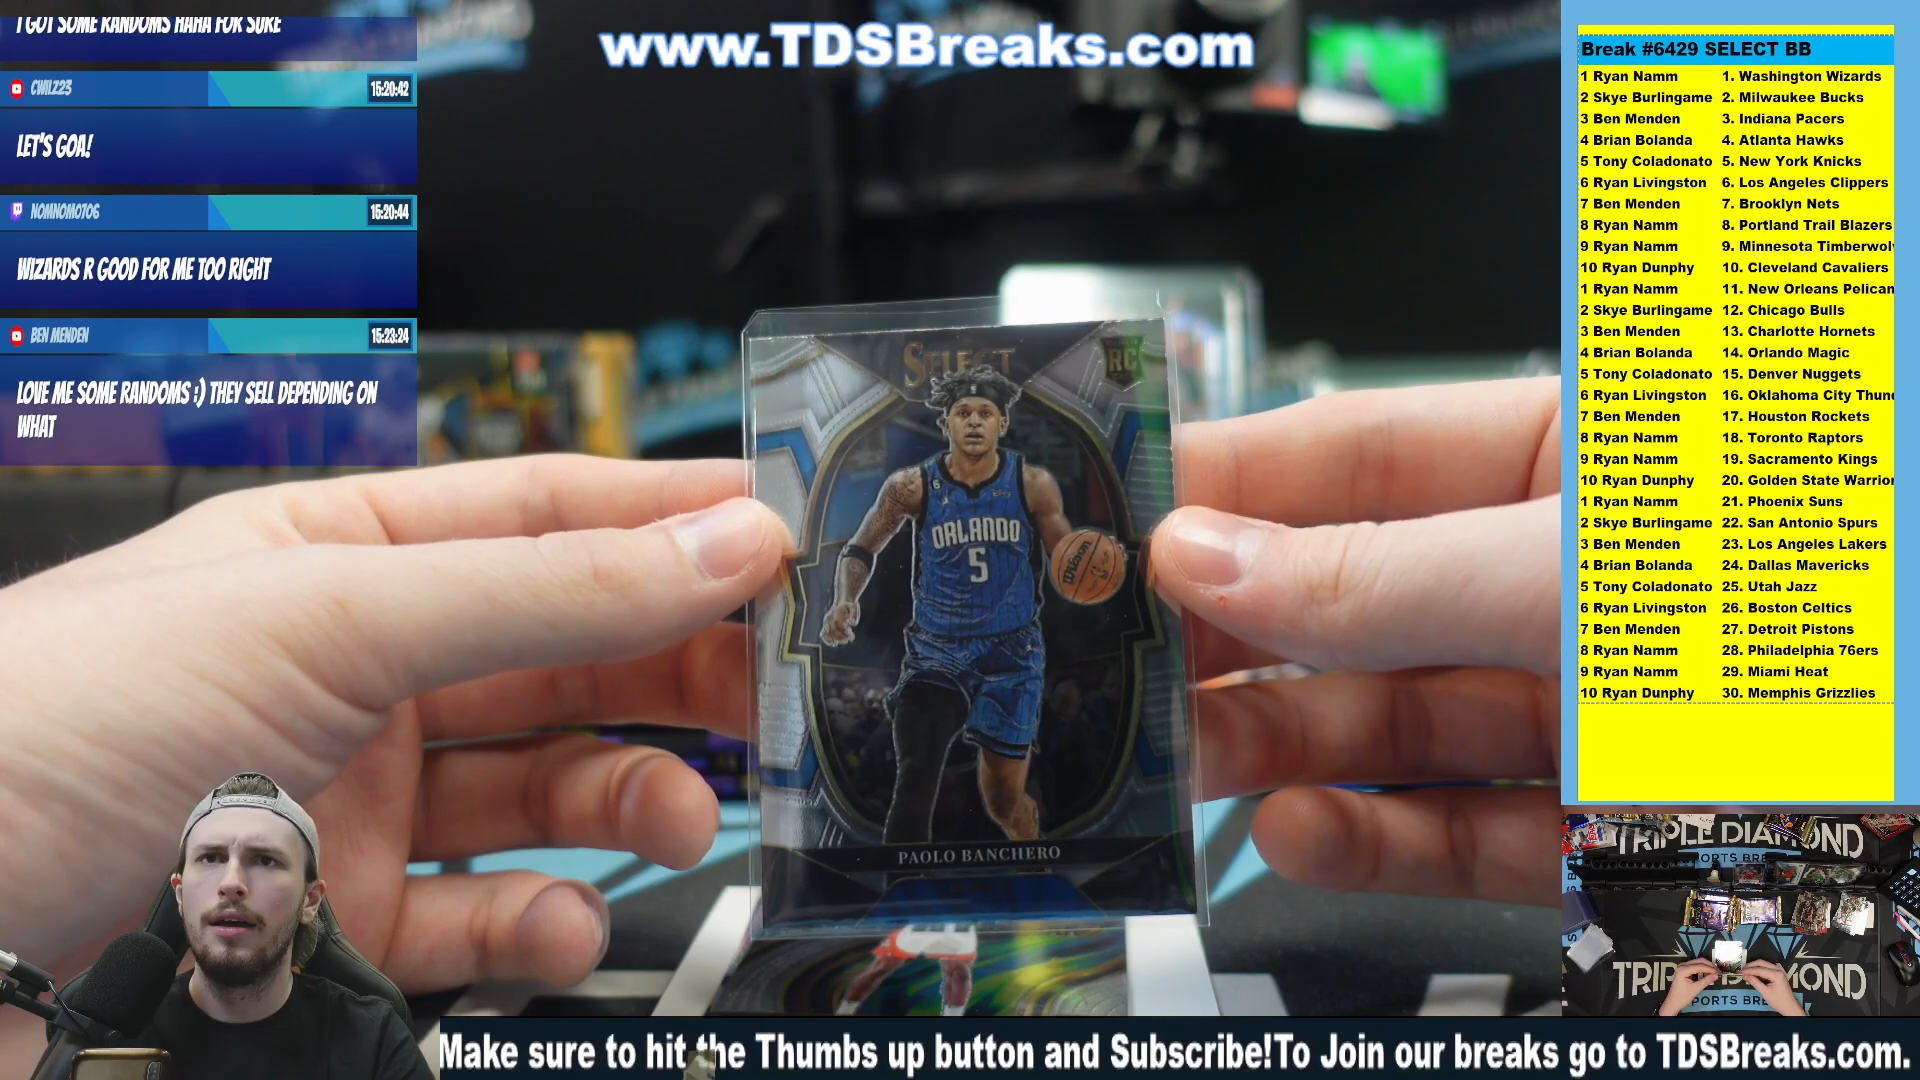 I GOT SOME RANDOMS HAHA FOR SURE
CWILZ23
15:20:42
LET'S GOA!
NOMNOMO706
15:20:44
WIZARDS R GOOD FOR ME TOO RIGHT
BEN MENDEN
15:23:24
LOVE ME SOME RANDOMS :) THEY SELL DEPENDING ON
WHAT
www.TDSBreaks.com
SELECT
RC
6
ORLANDO
5
Wilson
PAOLO BANCHERO
Break #6429 SELECT BB
1 Ryan Namm 1. Washington Wizards
2 Skye Burlingame 2. Milwaukee Bucks
3 Ben Menden 3. Indiana Pacers
4 Brian Bolanda 4. Atlanta Hawks
5 Tony Coladonato 5. New York Knicks
6 Ryan Livingston 6. Los Angeles Clippers
7 Ben Menden 7. Brooklyn Nets
8 Ryan Namm 8. Portland Trail Blazers
9 Ryan Namm 9. Minnesota Timberwol
10 Ryan Dunphy 10. Cleveland Cavaliers
1 Ryan Namm 11. New Orleans Pelican
2 Skye Burlingame 12. Chicago Bulls
3 Ben Menden 13. Charlotte Hornets
4 Brian Bolanda 14. Orlando Magic
5 Tony Coladonato 15. Denver Nuggets
6 Ryan Livingston 16. Oklahoma City Thun
7 Ben Menden 17. Houston Rockets
8 Ryan Namm 18. Toronto Raptors
9 Ryan Namm 19. Sacramento Kings
10 Ryan Dunphy 20. Golden State Warrior
1 Ryan Namm 21. Phoenix Suns
2 Skye Burlingame 22. San Antonio Spurs
3 Ben Menden 23. Los Angeles Lakers
4 Brian Bolanda 24. Dallas Mavericks
5 Tony Coladonato 25. Utah Jazz
6 Ryan Livingston 26. Boston Celtics
7 Ben Menden 27. Detroit Pistons
8 Ryan Namm 28. Philadelphia 76ers
9 Ryan Namm 29. Miami Heat
10 Ryan Dunphy 30. Memphis Grizzlies
TRIPLE DIAMOND
SPORTS BRE
TRIPLE DIAMOND
SPORTS BRE
Make sure to hit the Thumbs up button and Subscribe!To Join our breaks go to TDSBreaks.com.